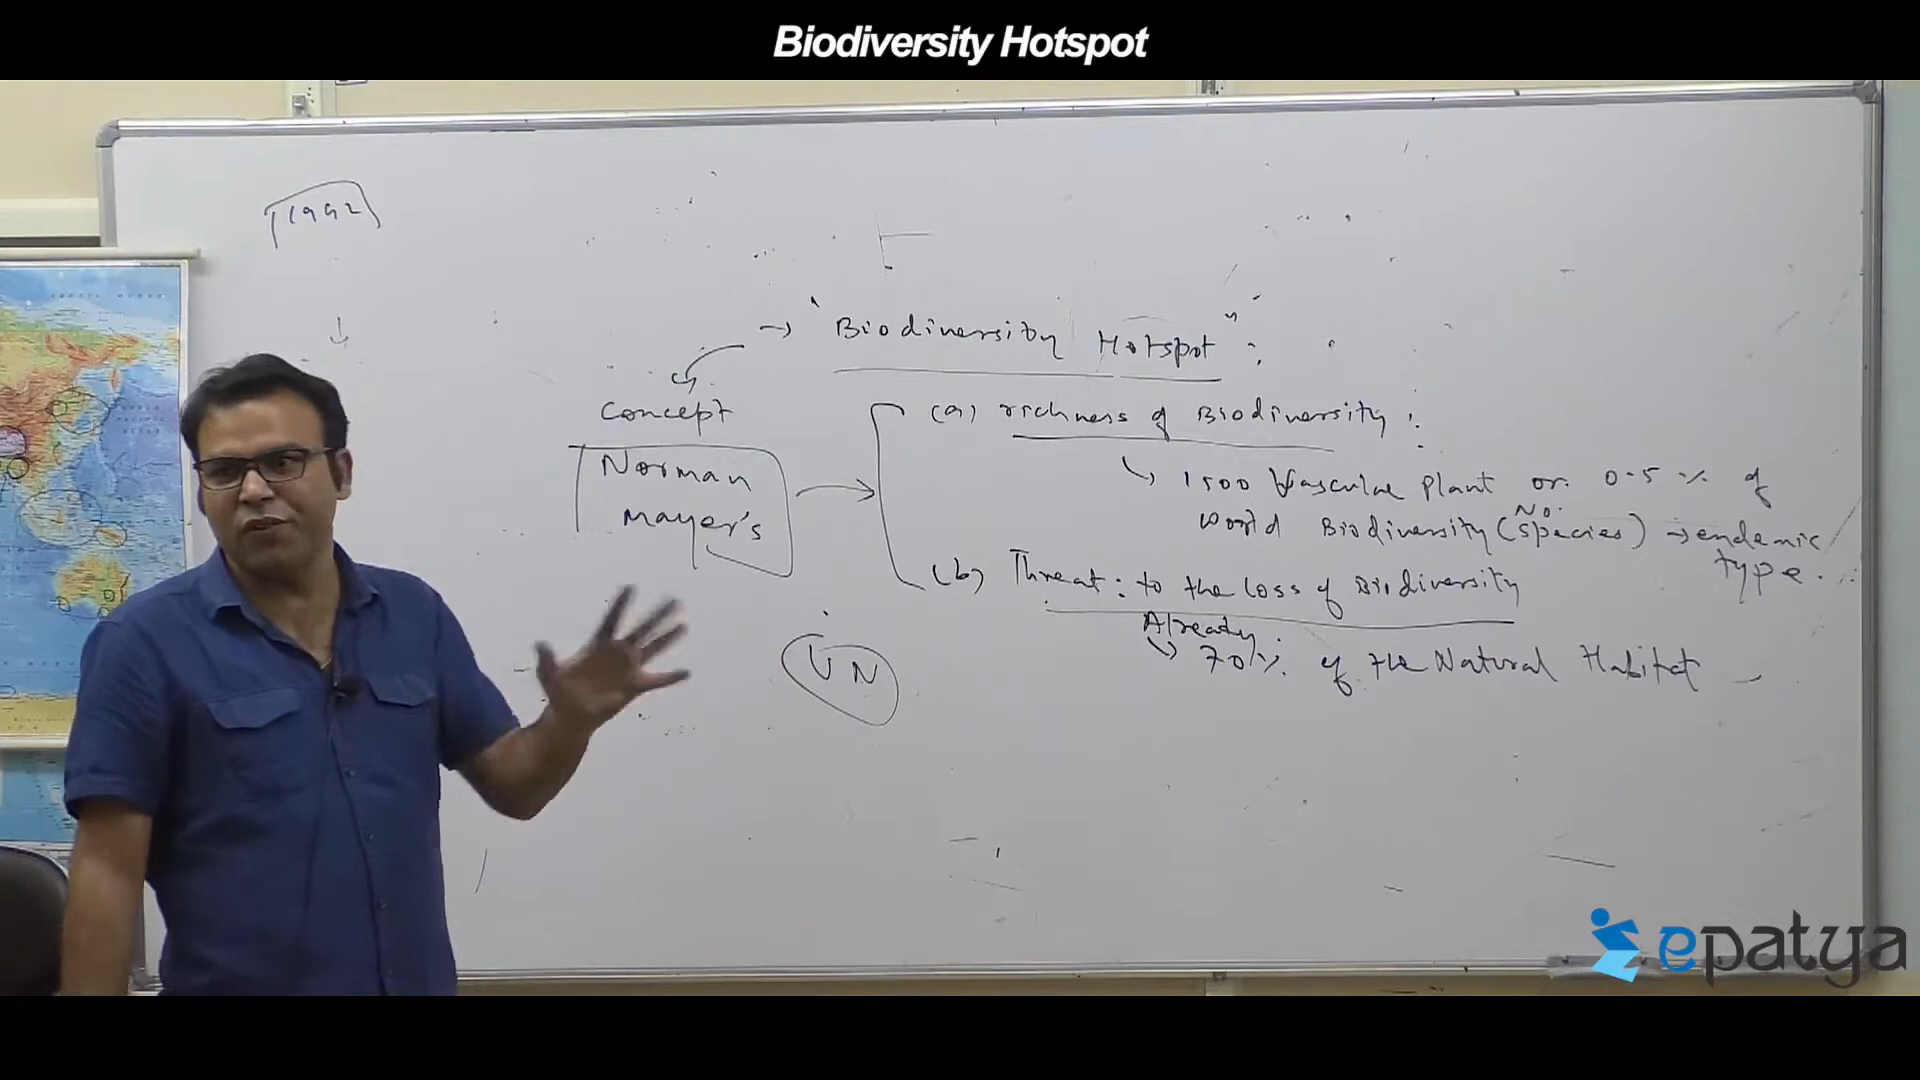 Biodiversity Hotspot
1992
→ "Biodiversity Hotspot" :
Concept
Norman
Mayer's
(a) richness of Biodiversity :
↳ 1500 Vascular Plant or 0.5 % of
World Biodiversity (No. Species) → endemic
type.
(b) Threat : to the loss of Biodiversity
Already
↳ 70% of the Natural Habitat
UN
epatya